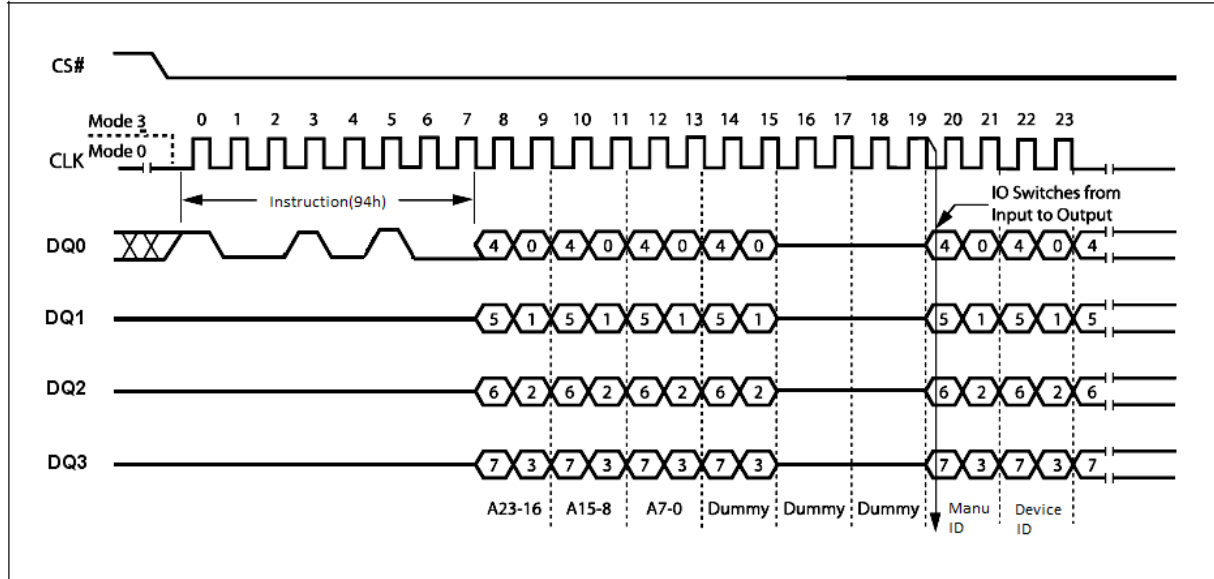 CS#
Mode 3
0 1 2 3 4 5 6 7 8 9 10 11 12 13 14 15 16 17 18 19 20 21 22 23
CLK
Mode 0
Instruction(94h)
IO Switches from
Input to Output
DQ0
4 0 4 0 4 0 4 0 4 0 4 0 4
DQ1
5 1 5 1 5 1 5 1 5 1 5 1 5
DQ2
6 2 6 2 6 2 6 2 6 2 6 2 6
DQ3
7 3 7 3 7 3 7 3 7 3 7 3 7
A23-16 A15-8 A7-0 Dummy Dummy Dummy Manu ID Device ID